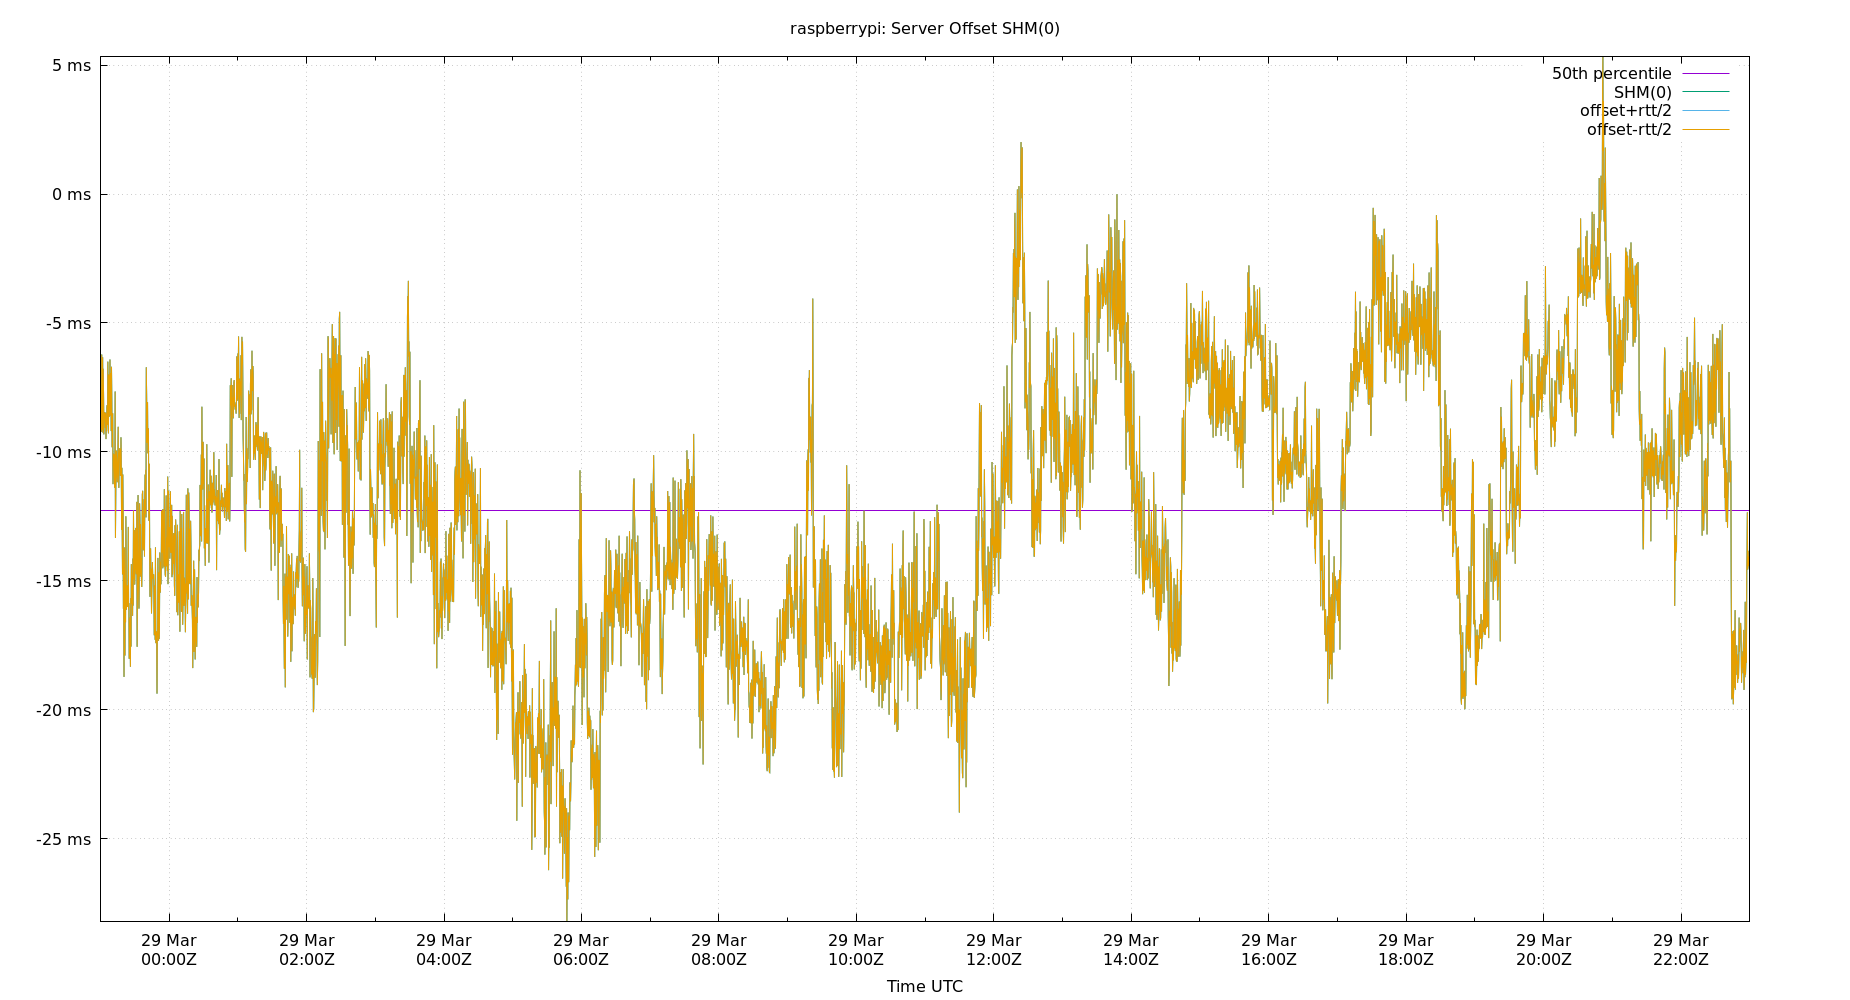 raspberrypi: Server Offset SHM(0)
5 ms
0 ms
-5 ms
-10 ms
-15 ms
-20 ms
-25 ms
50th percentile
SHM(0)
offset+rtt/2
offset-rtt/2
29 Mar 29 Mar 29 Mar 29 Mar 29 Mar 29 Mar 29 Mar 29 Mar 29 Mar 29 Mar 29 Mar 29 Mar
00:00Z 02:00Z 04:00Z 06:00Z 08:00Z 10:00Z 12:00Z 14:00Z 16:00Z 18:00Z 20:00Z 22:00Z
Time UTC